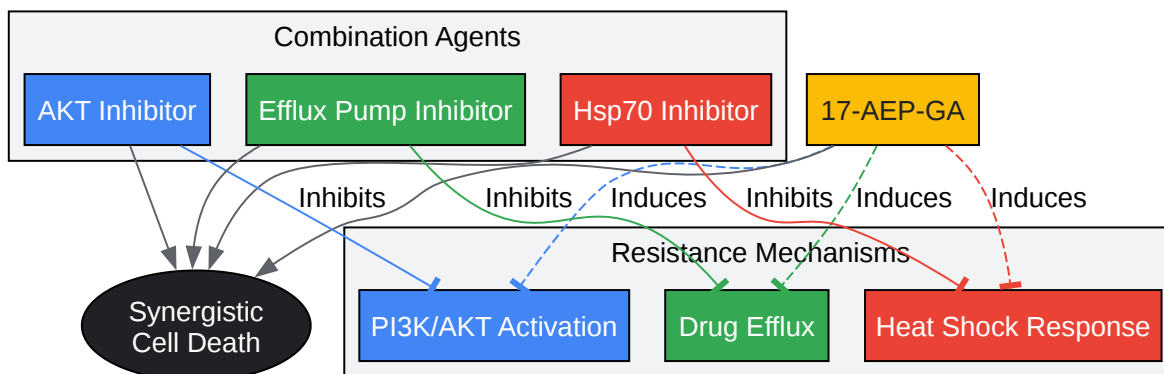 Combination Agents
AKT Inhibitor
Efflux Pump Inhibitor
Hsp70 Inhibitor
17-AEP-GA
Inhibits
Inhibits
Induces
Inhibits
Induces
Induces
Resistance Mechanisms
Synergistic
Cell Death
PI3K/AKT Activation
Drug Efflux
Heat Shock Response